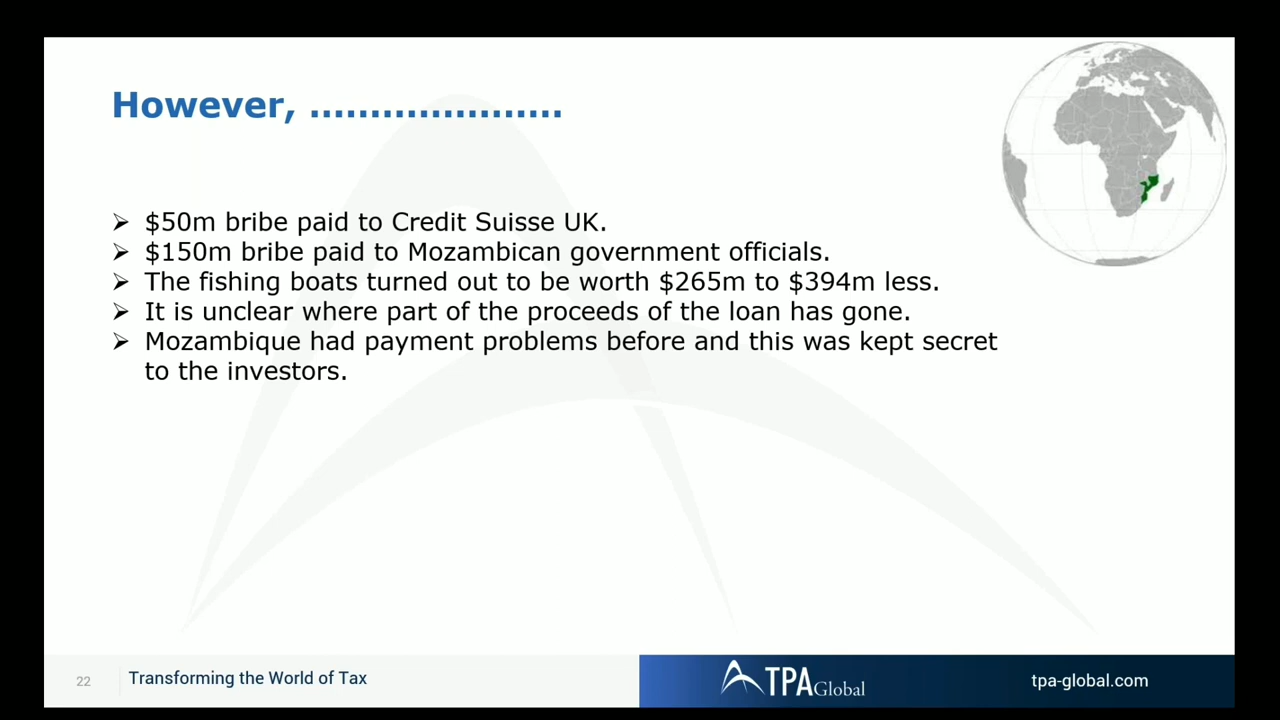 However, .....................
➢ $50m bribe paid to Credit Suisse UK.
➢ $150m bribe paid to Mozambican government officials.
➢ The fishing boats turned out to be worth $265m to $394m less.
➢ It is unclear where part of the proceeds of the loan has gone.
➢ Mozambique had payment problems before and this was kept secret
to the investors.
22
Transforming the World of Tax
TPA Global
tpa-global.com